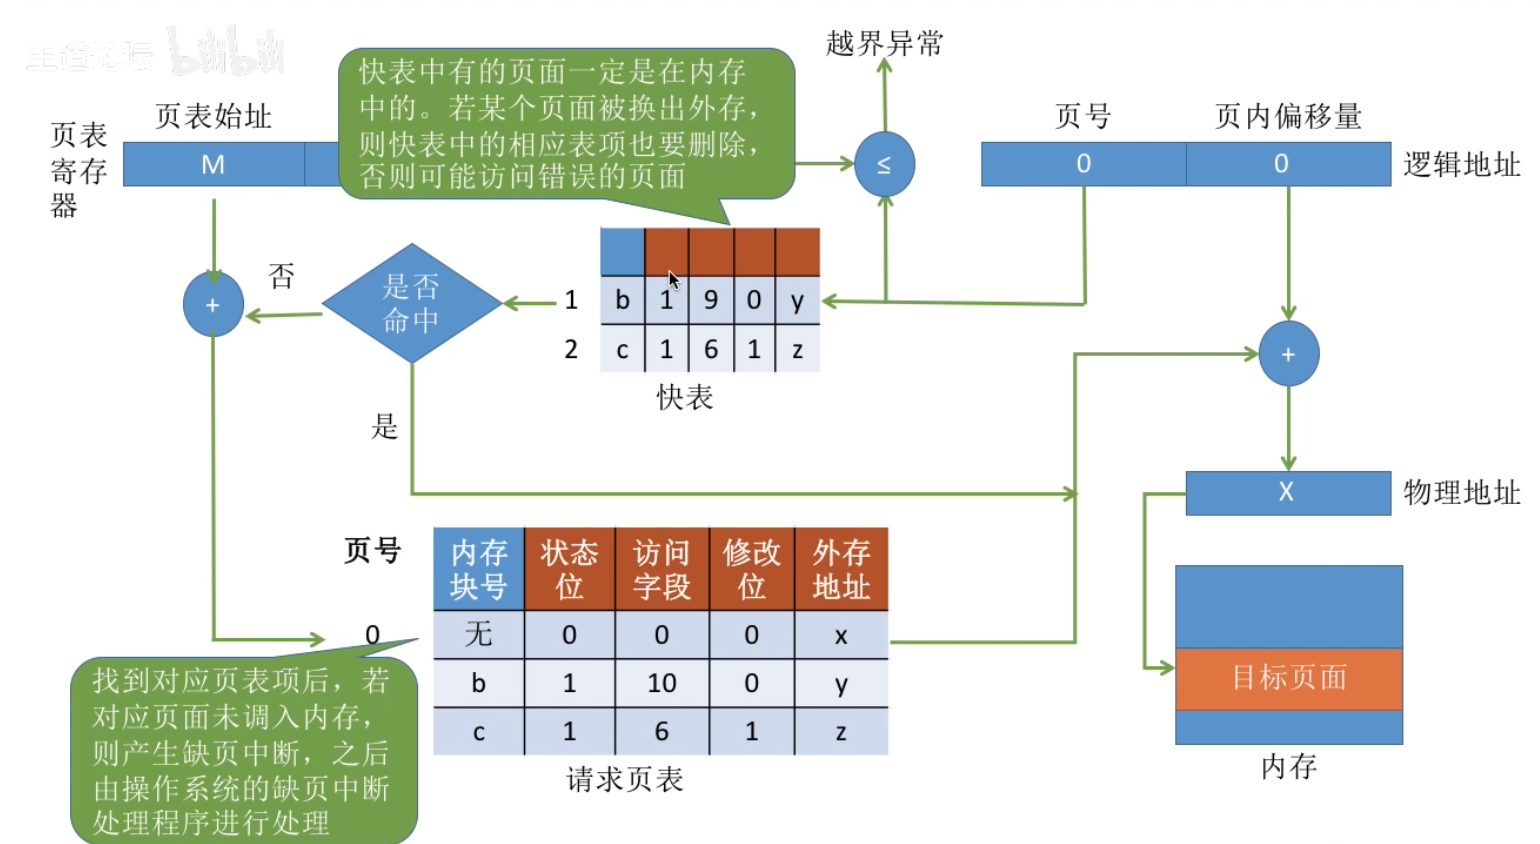 王道论坛 bilibili
越界异常
快表中有的页面一定是在内存
中的。若某个页面被换出外存，
则快表中的相应表项也要删除，
否则可能访问错误的页面
页表始址
页表
寄存
器
M
≤
页号 页内偏移量
0 0 逻辑地址
+
否
是否
命中
1 b 1 9 0 y
2 c 1 6 1 z
快表
+
是
X 物理地址
页号
内存
块号
状态
位
访问
字段
修改
位
外存
地址
0 无 0 0 0 x
b 1 10 0 y
c 1 6 1 z
请求页表
找到对应页表项后，若
对应页面未调入内存，
则产生缺页中断，之后
由操作系统的缺页中断
处理程序进行处理
目标页面
内存